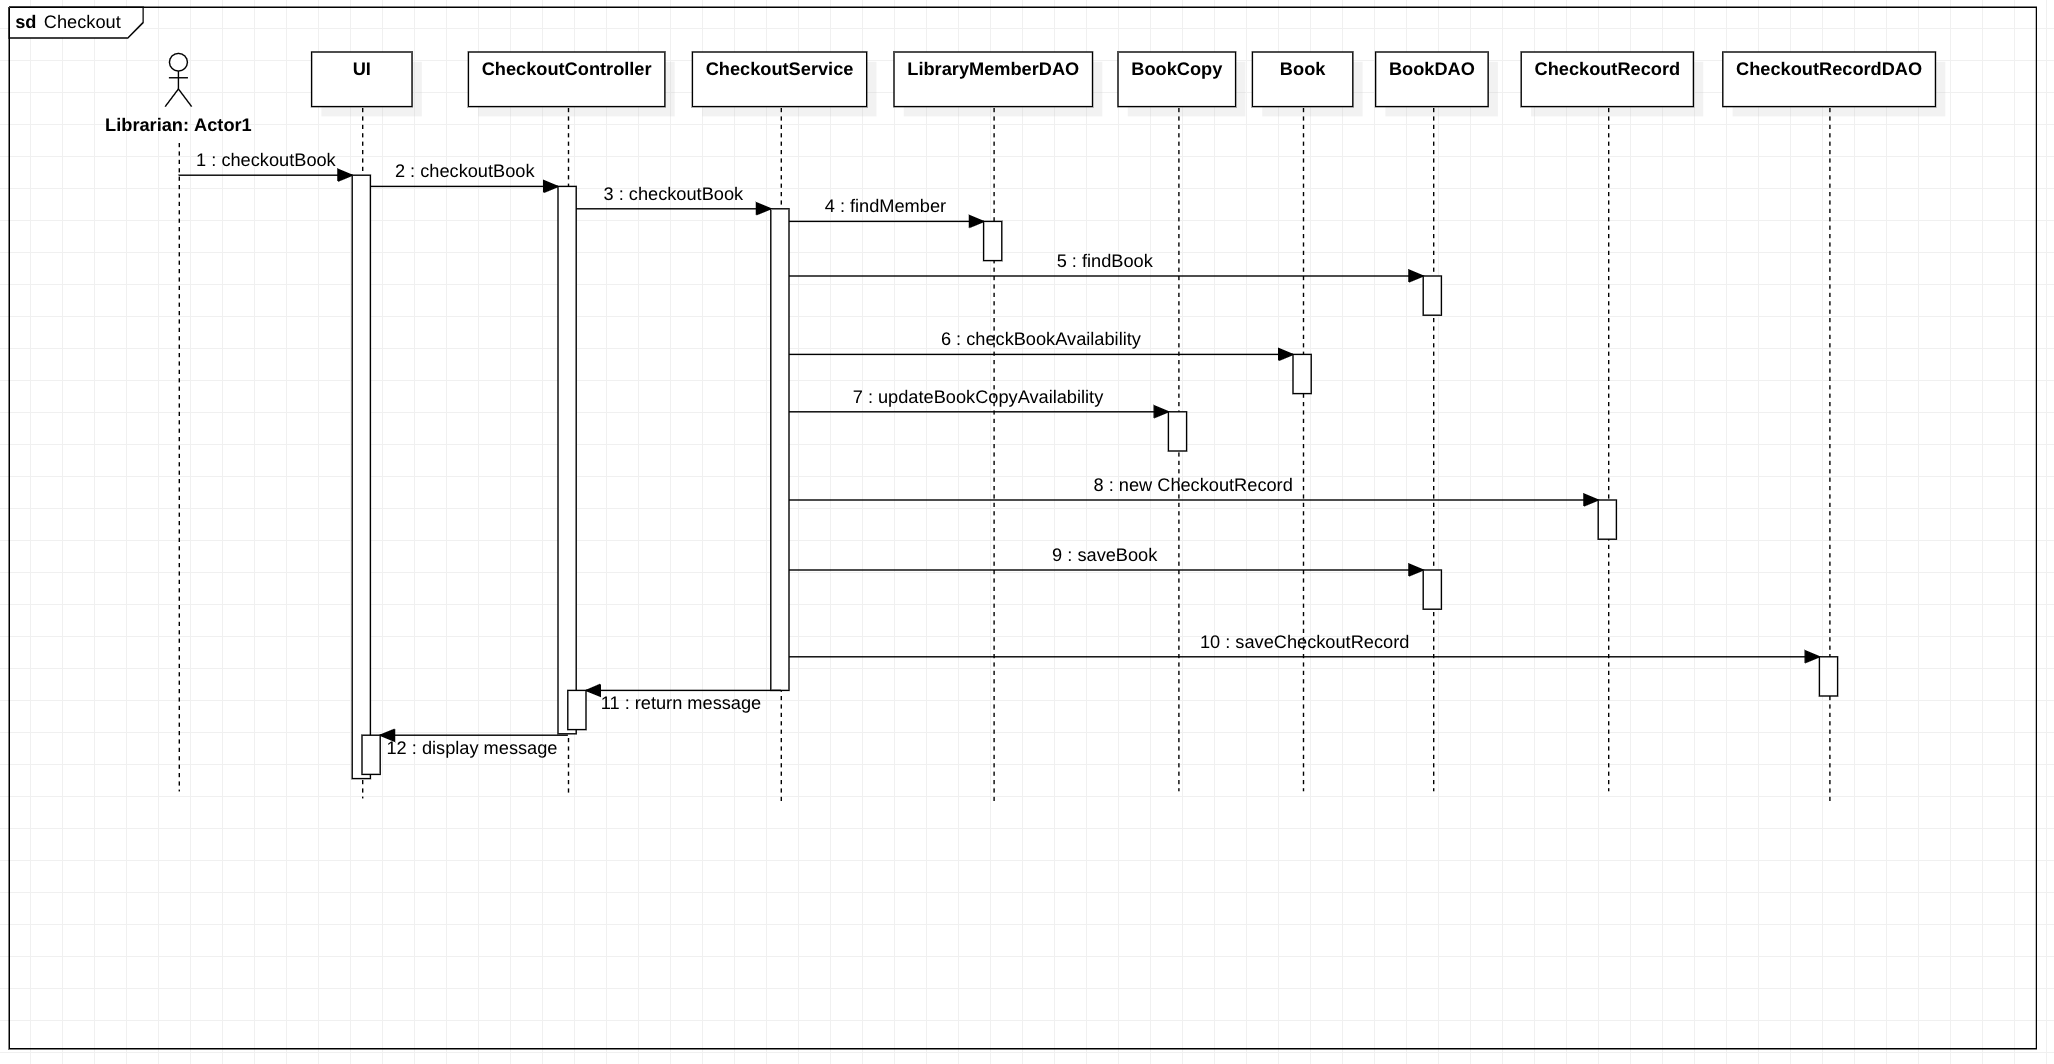 sd Checkout
UI
CheckoutController
CheckoutService
LibraryMemberDAO
BookCopy
Book
BookDAO
CheckoutRecord
CheckoutRecordDAO
Librarian: Actor1
1 : checkoutBook
2 : checkoutBook
3 : checkoutBook
4 : findMember
5 : findBook
6 : checkBookAvailability
7 : updateBookCopyAvailability
8 : new CheckoutRecord
9 : saveBook
10 : saveCheckoutRecord
11 : return message
12 : display message